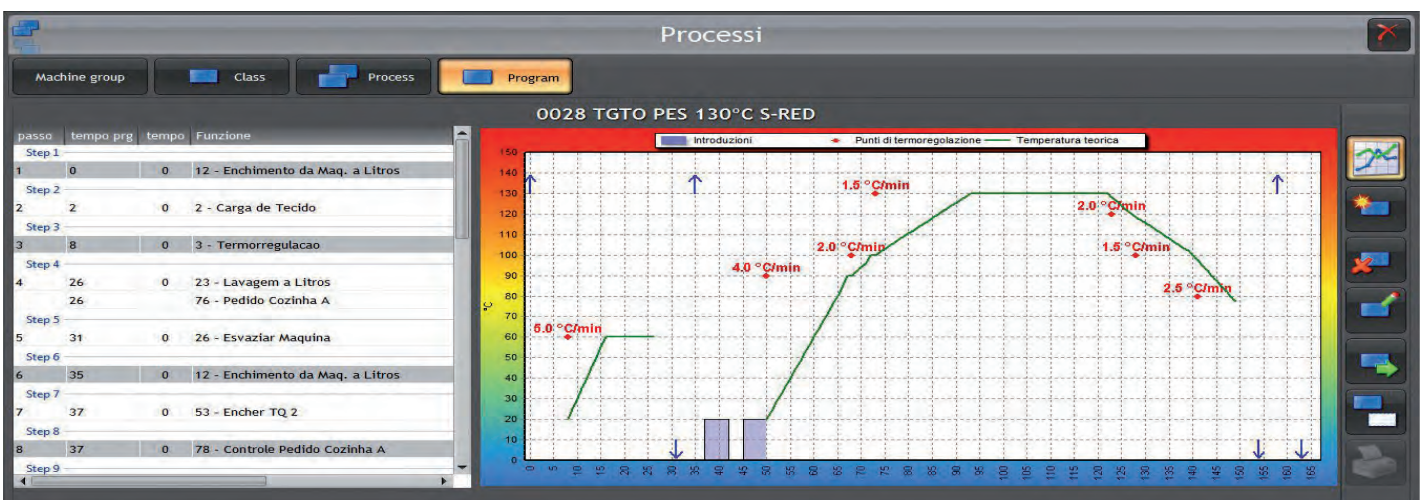 Processi
Machine group Class Process Program
0028 TGTO PES 130°C S-RED
passo tempo prg tempo Funzione
Step 1
1 0 0 12 - Enchimento da Maq. a Litros
Step 2
2 2 0 2 - Carga de Tecido
Step 3
3 8 0 3 - Termorregulacao
Step 4
4 26 0 23 - Lavagem a Litros
26 76 - Pedido Cozinha A
Step 5
5 31 0 26 - Esvaziar Maquina
Step 6
6 35 0 12 - Enchimento da Maq. a Litros
Step 7
7 37 0 53 - Encher TQ 2
Step 8
8 37 0 78 - Controle Pedido Cozinha A
Step 9
Introduzioni Punti di termoregolazione Temperatura teorica
150
140
130
120
110
100
90
80
70
60
50
40
30
20
10
0
°C
5.0 °C/min
4.0 °C/min
2.0 °C/min
1.5 °C/min
2.0 °C/min
1.5 °C/min
2.5 °C/min
0 5 10 15 20 25 30 35 40 45 50 55 60 65 70 75 80 85 90 95 100 105 110 115 120 125 130 135 140 145 150 155 160 165